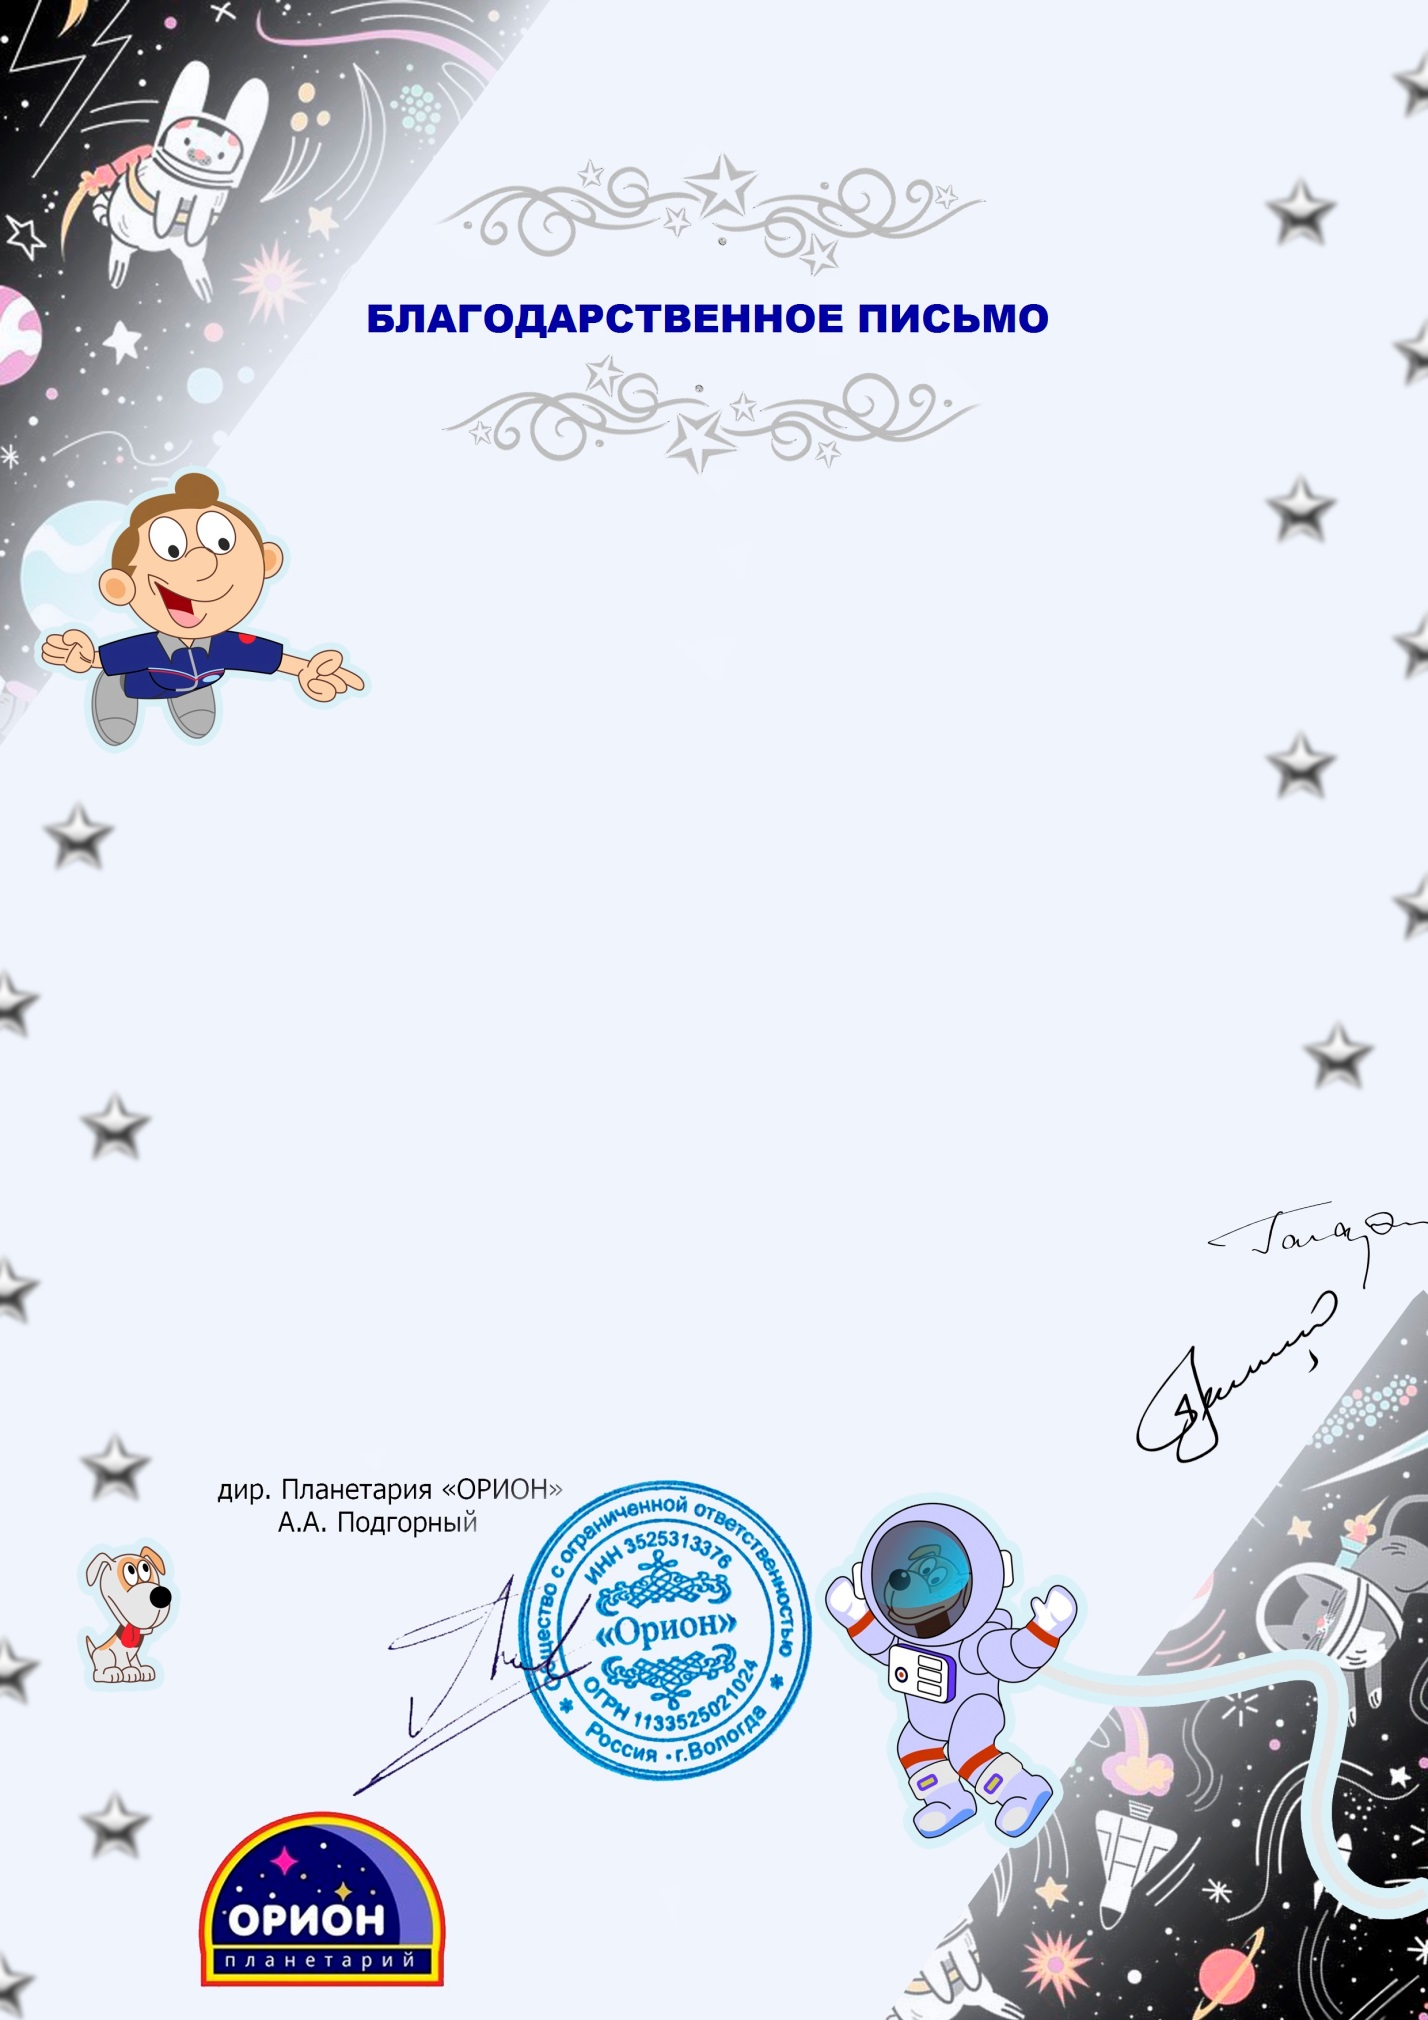 БЛАГОДАРСТВЕННОЕ ПИСЬМО
дир. Планетария «ОРИОН»
А.А. Подгорный
общество с ограниченной ответственностью
ИНН 3525313376
«Орион»
ОГРН 1133525021024
* Россия • г.Вологда *
ОРИОН
планетарий